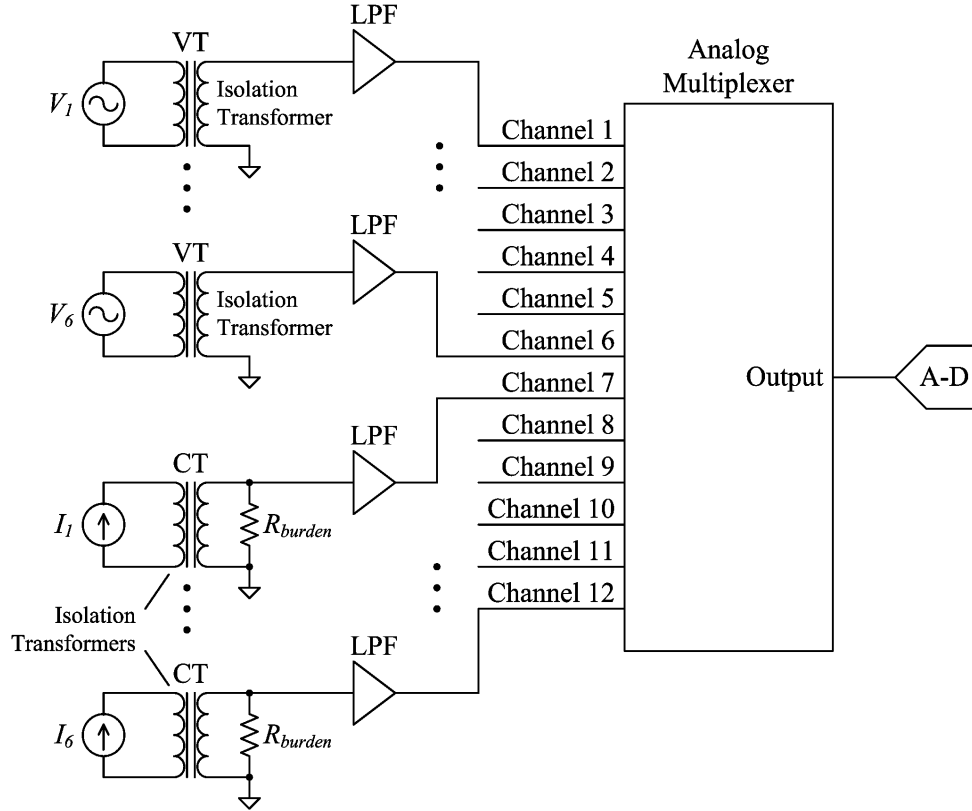 LPF
VT
Analog
Multiplexer
V1
Isolation
Transformer
Channel 1
Channel 2
Channel 3
LPF
VT
Channel 4
V6
Isolation
Transformer
Channel 5
Channel 6
Channel 7
Output
A-D
LPF
Channel 8
CT
Channel 9
I1
Rburden
Channel 10
Channel 11
Channel 12
Isolation
Transformers
LPF
CT
I6
Rburden